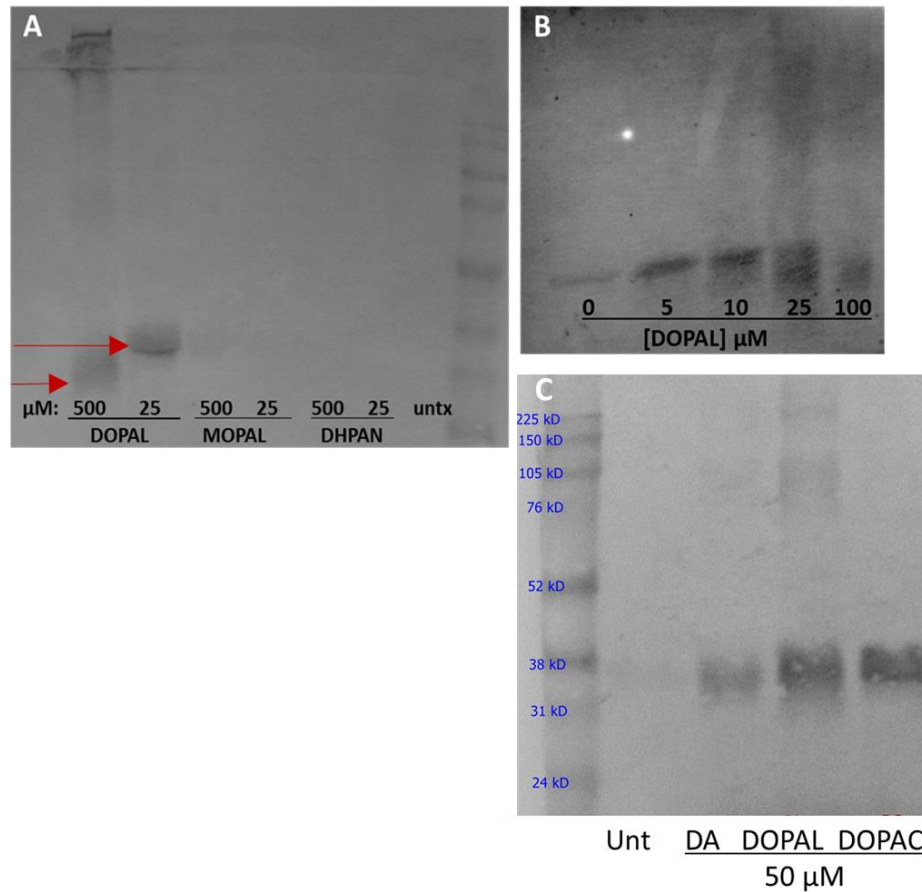 A
µM: 500 25 500 25 500 25 untx
DOPAL MOPAL DHPAN
B
0 5 10 25 100
[DOPAL] µM
C
225 kD
150 kD
105 kD
76 kD
52 kD
38 kD
31 kD
24 kD
Unt DA DOPAL DOPAC
50 µM